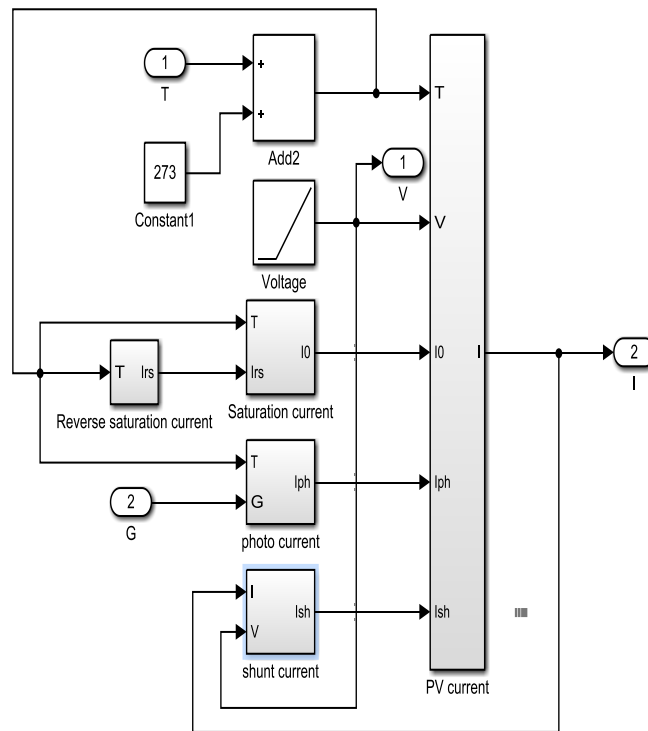 1
T
+
+
Add2
273
Constant1
T
1
V
V
Voltage
T
Irs
I0
Saturation current
T
Irs
Reverse saturation current
I0
I
2
I
T
G
Iph
photo current
2
G
Iph
I
V
Ish
shunt current
Ish
PV current